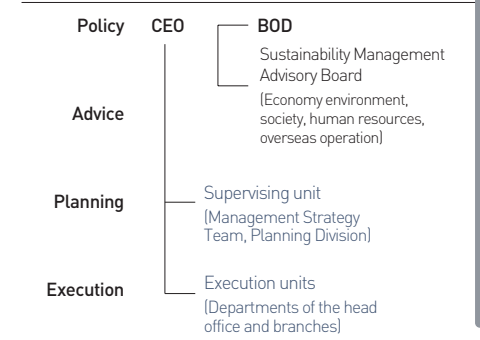 Policy CEO BOD
Sustainability Management
Advisory Board
Advice
(Economy environment,
society, human resources,
overseas operation)
Planning
Supervising unit
(Management Strategy
Team, Planning Division)
Execution
Execution units
(Departments of the head
office and branches)